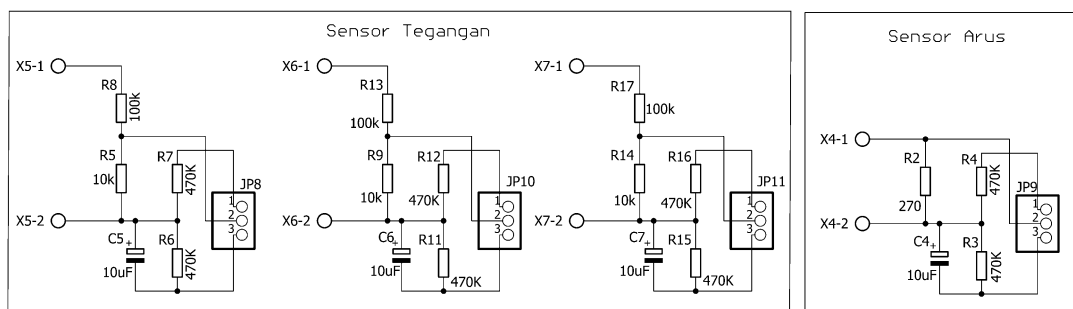 Sensor Tegangan
X5-1
R8
100k
R5
10k
R7
470K
JP8
1
2
3
X5-2
C5
+
10uF
R6
470K
X6-1
R13
100k
R9
10k
R12
470K
JP10
1
2
3
X6-2
C6
+
10uF
R11
470K
X7-1
R17
100k
R14
10k
R16
470K
JP11
1
2
3
X7-2
C7
+
10uF
R15
470K
Sensor Arus
X4-1
R2
270
R4
470K
JP9
1
2
3
X4-2
C4
+
10uF
R3
470K